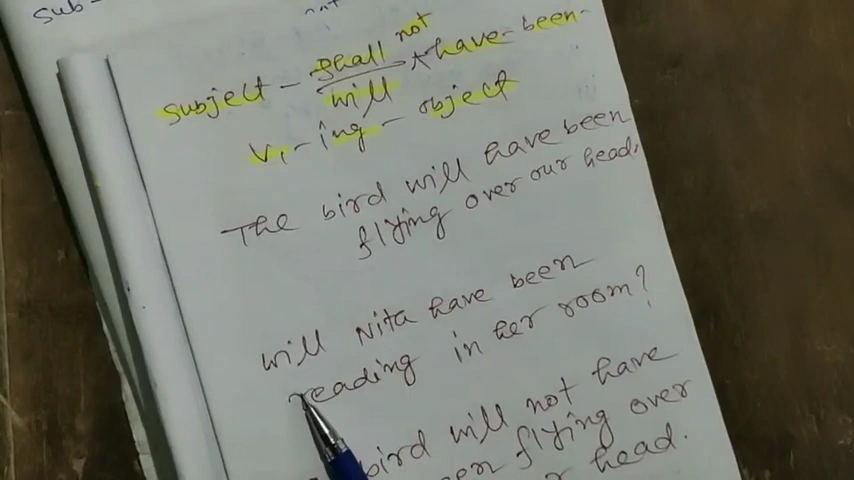 sub-
not
subject - shall not have - been -
will
V1 - ing - object
The bird will have been
flying over our head.
will Nita have been
reading in her room?
bird will not have
flying over
head.